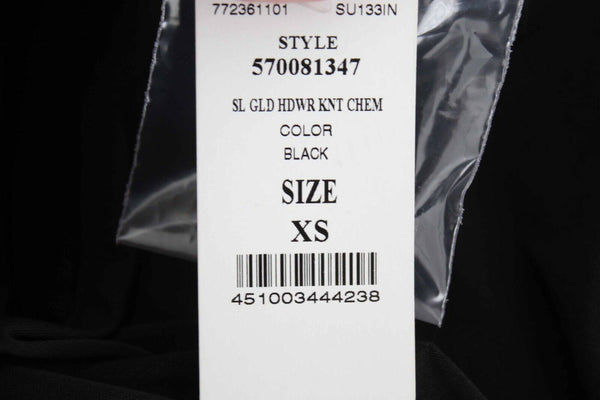 772361101 SU133IN
STYLE
570081347
SL GLD HDWR KNT CHEM
COLOR
BLACK
SIZE
XS
451003444238